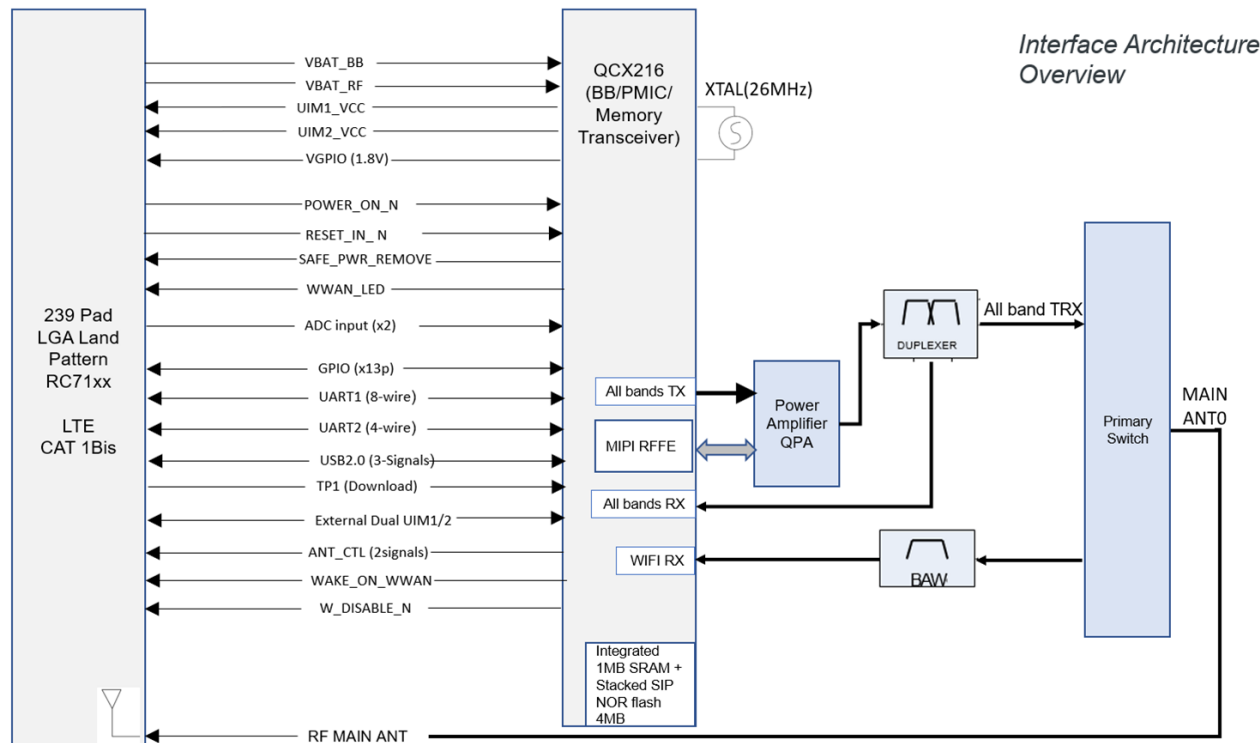 Interface Architecture
Overview
239 Pad
LGA Land
Pattern
RC71xx
LTE
CAT 1Bis
VBAT_BB
VBAT_RF
UIM1_VCC
UIM2_VCC
VGPIO (1.8V)
POWER_ON_N
RESET_IN_ N
SAFE_PWR_REMOVE
WWAN_LED
ADC input (x2)
GPIO (x13p)
UART1 (8-wire)
UART2 (4-wire)
USB2.0 (3-Signals)
TP1 (Download)
External Dual UIM1/2
ANT_CTL (2signals)
WAKE_ON_WWAN
W_DISABLE_N
RF MAIN ANT
QCX216
(BB/PMIC/
Memory
Transceiver)
XTAL(26MHz)
All bands TX
MIPI RFFE
All bands RX
WIFI RX
Integrated
1MB SRAM +
Stacked SIP
NOR flash
4MB
Power
Amplifier
QPA
DUPLEXER
All band TRX
BAW
Primary
Switch
MAIN
ANT0